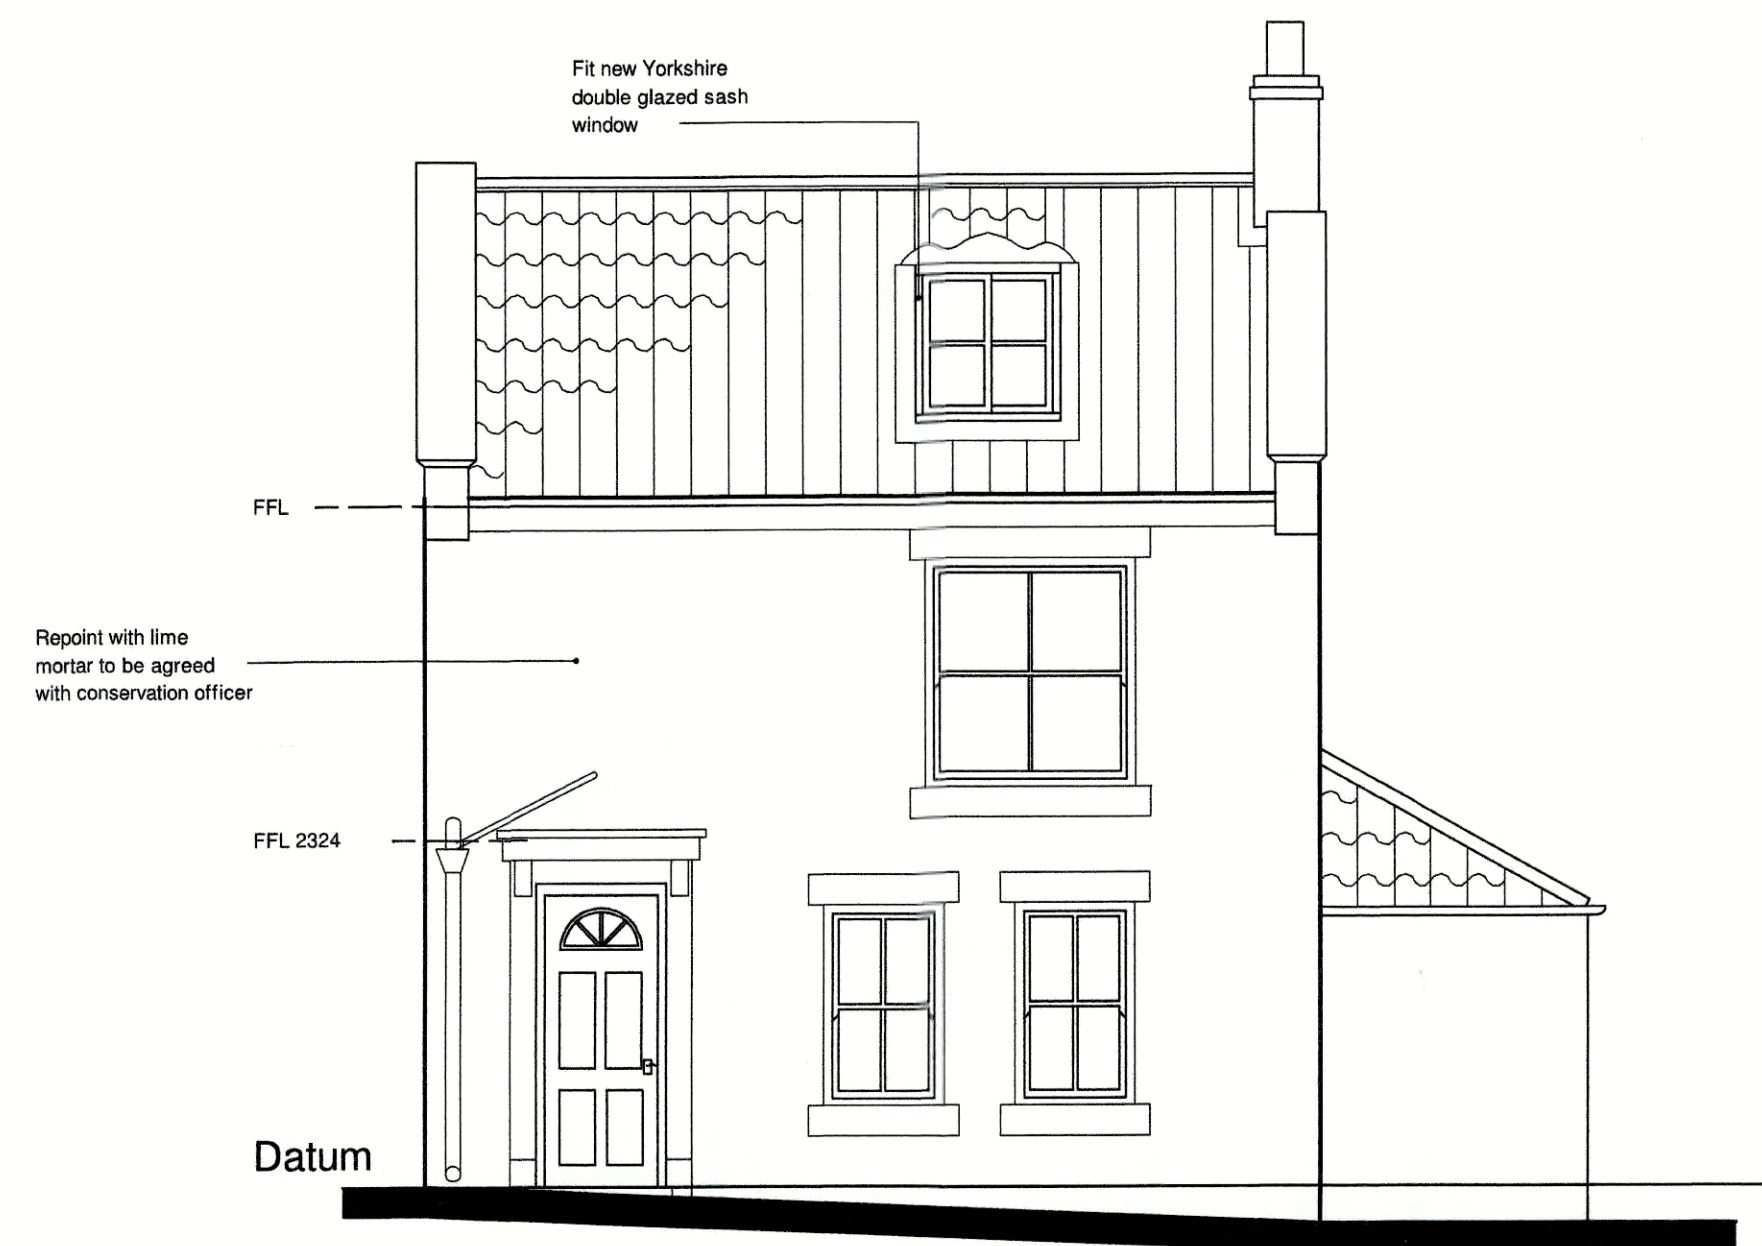 Fit new Yorkshire
double glazed sash
window
FFL
Repoint with lime
mortar to be agreed
with conservation officer
FFL 2324
Datum